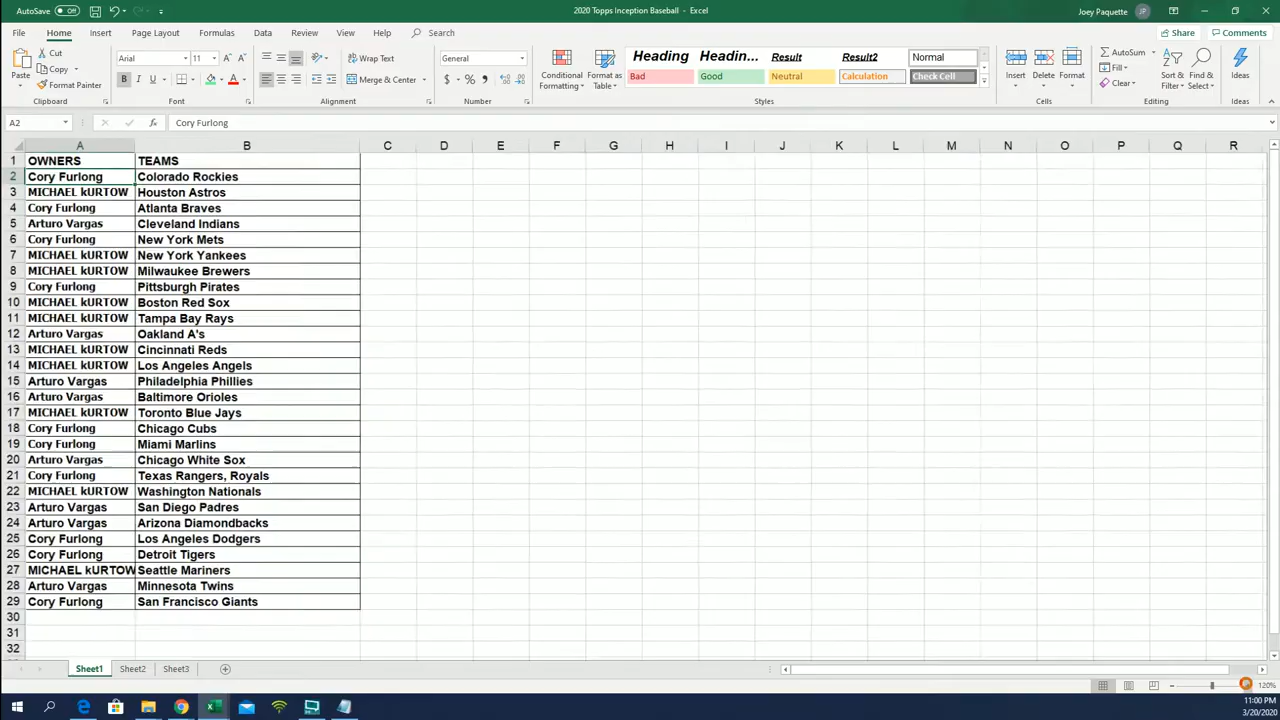 AutoSave Off 2020 Topps Inception Baseball - Excel Joey Paquette JP
File Home Insert Page Layout Formulas Data Review View Help Search Share Comments
Paste Cut Copy Format Painter Arial 11 Wrap Text General Conditional Formatting Format as Table Heading Headin... Result Result2 Normal Insert Delete Format AutoSum Sort & Filter Find & Select Ideas
B I U Merge & Center $ % Bad Good Neutral Calculation Check Cell Fill Clear
Clipboard Font Alignment Number Styles Cells Editing Ideas
A2 fx Cory Furlong
A B C D E F G H I J K L M N O P Q R
1 OWNERS TEAMS
2 Cory Furlong Colorado Rockies
3 MICHAEL kURTOW Houston Astros
4 Cory Furlong Atlanta Braves
5 Arturo Vargas Cleveland Indians
6 Cory Furlong New York Mets
7 MICHAEL kURTOW New York Yankees
8 MICHAEL kURTOW Milwaukee Brewers
9 Cory Furlong Pittsburgh Pirates
10 MICHAEL kURTOW Boston Red Sox
11 MICHAEL kURTOW Tampa Bay Rays
12 Arturo Vargas Oakland A's
13 MICHAEL kURTOW Cincinnati Reds
14 MICHAEL kURTOW Los Angeles Angels
15 Arturo Vargas Philadelphia Phillies
16 Arturo Vargas Baltimore Orioles
17 MICHAEL kURTOW Toronto Blue Jays
18 Cory Furlong Chicago Cubs
19 Cory Furlong Miami Marlins
20 Arturo Vargas Chicago White Sox
21 Cory Furlong Texas Rangers, Royals
22 MICHAEL kURTOW Washington Nationals
23 Arturo Vargas San Diego Padres
24 Arturo Vargas Arizona Diamondbacks
25 Cory Furlong Los Angeles Dodgers
26 Cory Furlong Detroit Tigers
27 MICHAEL kURTOW Seattle Mariners
28 Arturo Vargas Minnesota Twins
29 Cory Furlong San Francisco Giants
30
31
32
Sheet1 Sheet2 Sheet3
120%
11:00 PM
3/20/2020